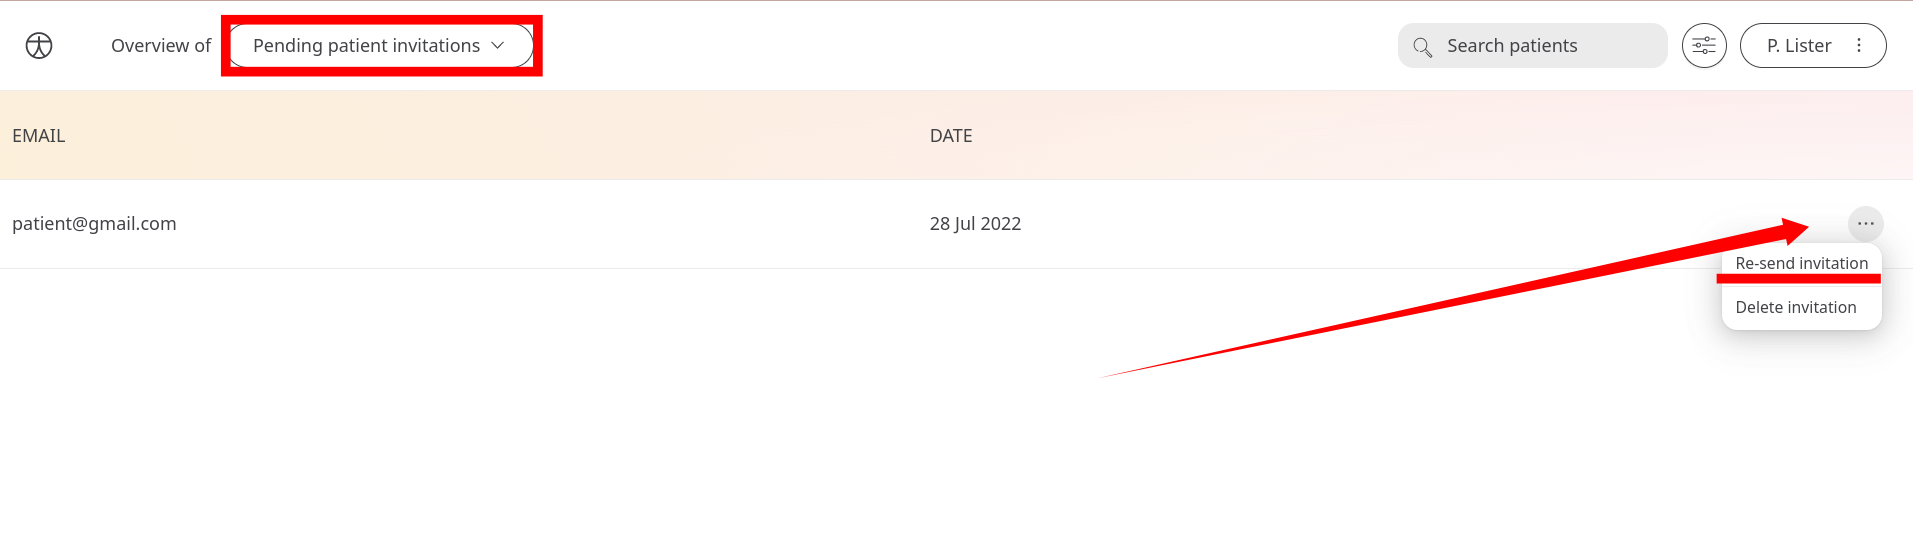 Overview of Pending patient invitations Search patients P. Lister
EMAIL DATE
patient@gmail.com 28 Jul 2022
Re-send invitation
Delete invitation